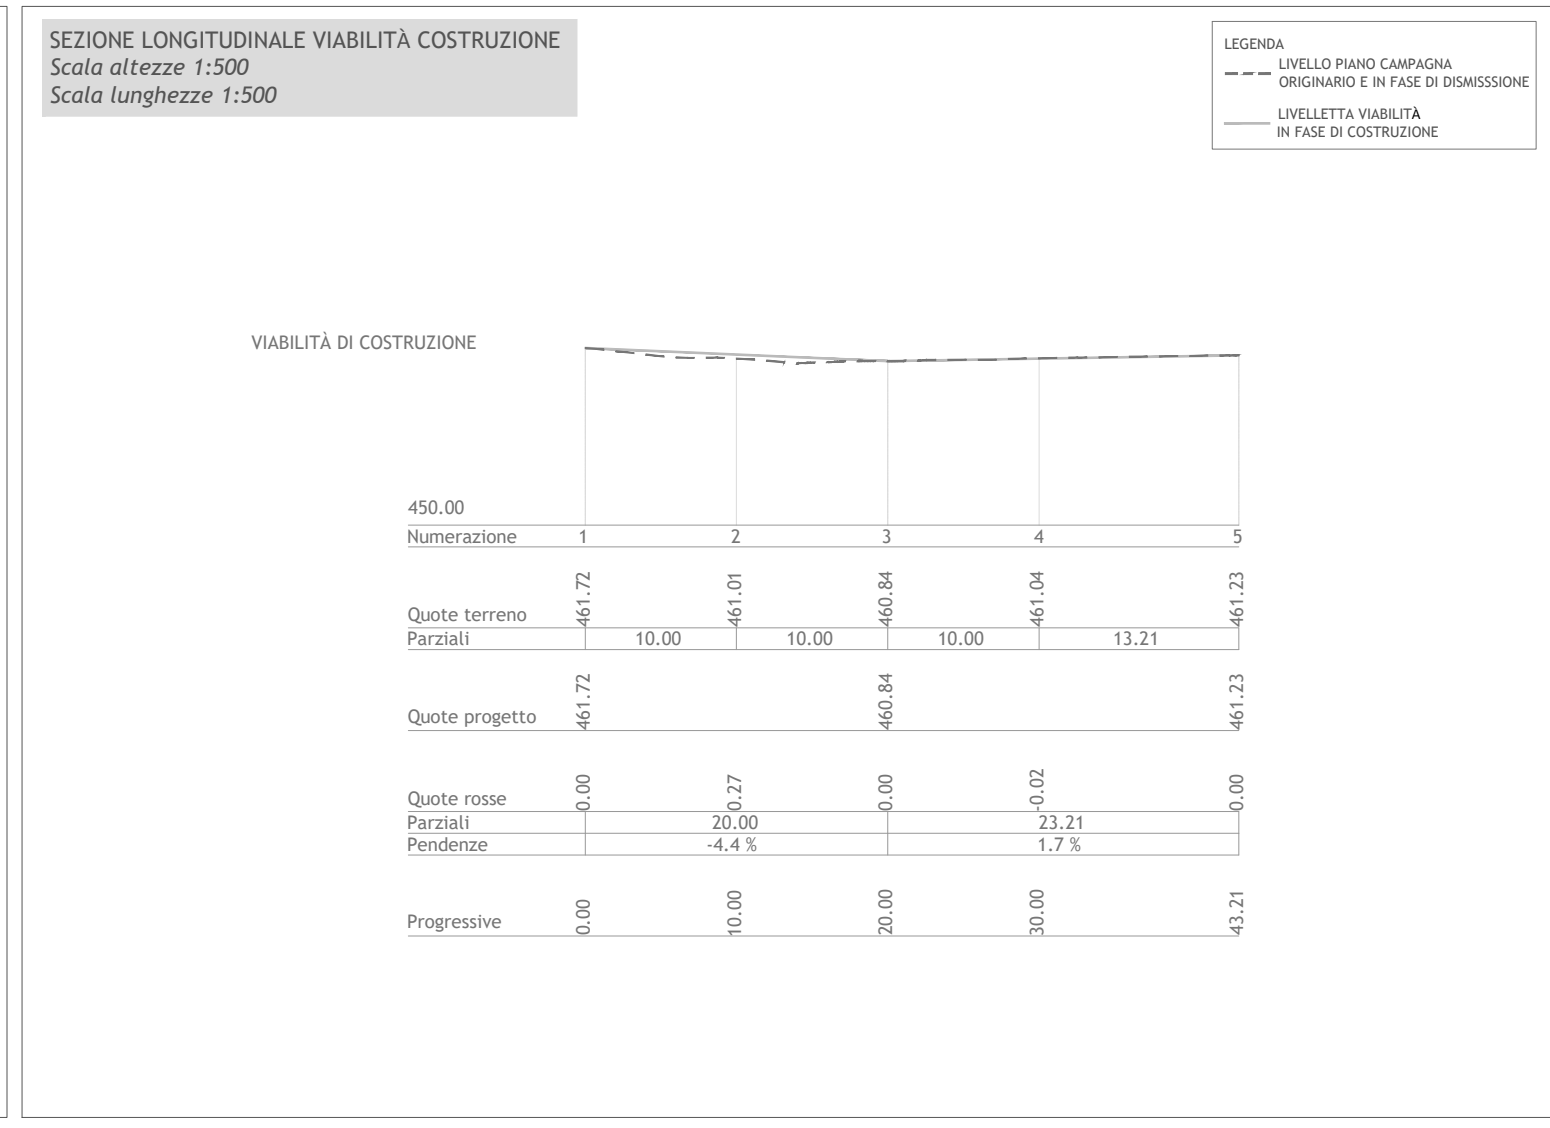 SEZIONE LONGITUDINALE VIABILITÀ COSTRUZIONE
Scala altezze 1:500
Scala lunghezze 1:500
LEGENDA
LIVELLO PIANO CAMPAGNA
ORIGINARIO E IN FASE DI DISMISSSIONE
LIVELLETTA VIABILITÀ
IN FASE DI COSTRUZIONE
VIABILITÀ DI COSTRUZIONE
450.00
Numerazione 1 2 3 4 5
Quote terreno 461.72 461.01 460.84 461.04 461.23
Parziali 10.00 10.00 10.00 13.21
Quote progetto 461.72 460.84 461.23
Quote rosse 0.00 0.27 0.00 -0.02 0.00
Parziali 20.00 23.21
Pendenze -4.4 % 1.7 %
Progressive 0.00 10.00 20.00 30.00 43.21